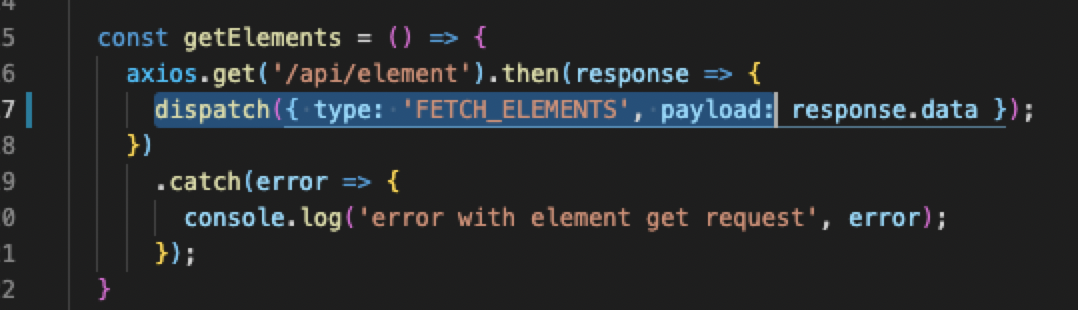 4
5 const getElements = () => {
6 axios.get('/api/element').then(response => {
7 dispatch({ type: 'FETCH_ELEMENTS', payload: response.data });
8 })
9 .catch(error => {
0 console.log('error with element get request', error);
1 });
2 }